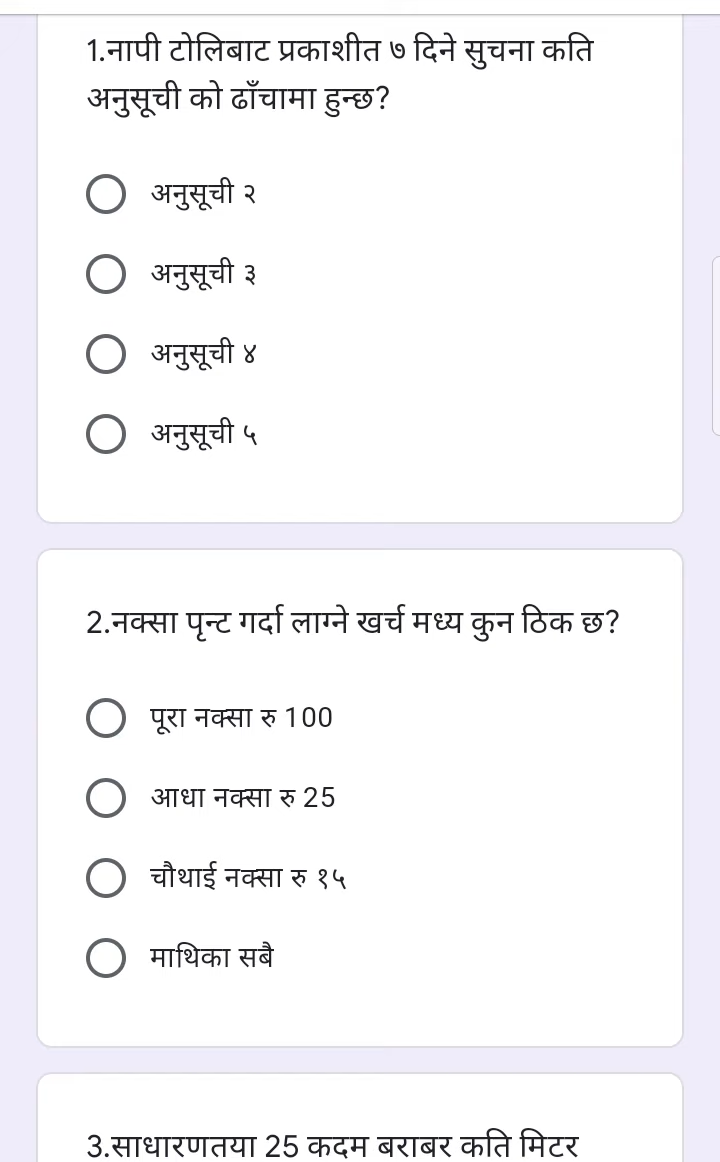 1.नापी टोलिबाट प्रकाशीत ७ दिने सुचना कति
अनुसूची को ढाँचामा हुन्छ?
अनुसूची २
अनुसूची ३
अनुसूची ४
अनुसूची ५
2.नक्सा पृन्ट गर्दा लाग्ने खर्च मध्य कुन ठिक छ?
पूरा नक्सा रु 100
आधा नक्सा रु 25
चौथाई नक्सा रु १५
माथिका सबै
3.साधारणतया 25 कदम बराबर कति मिटर